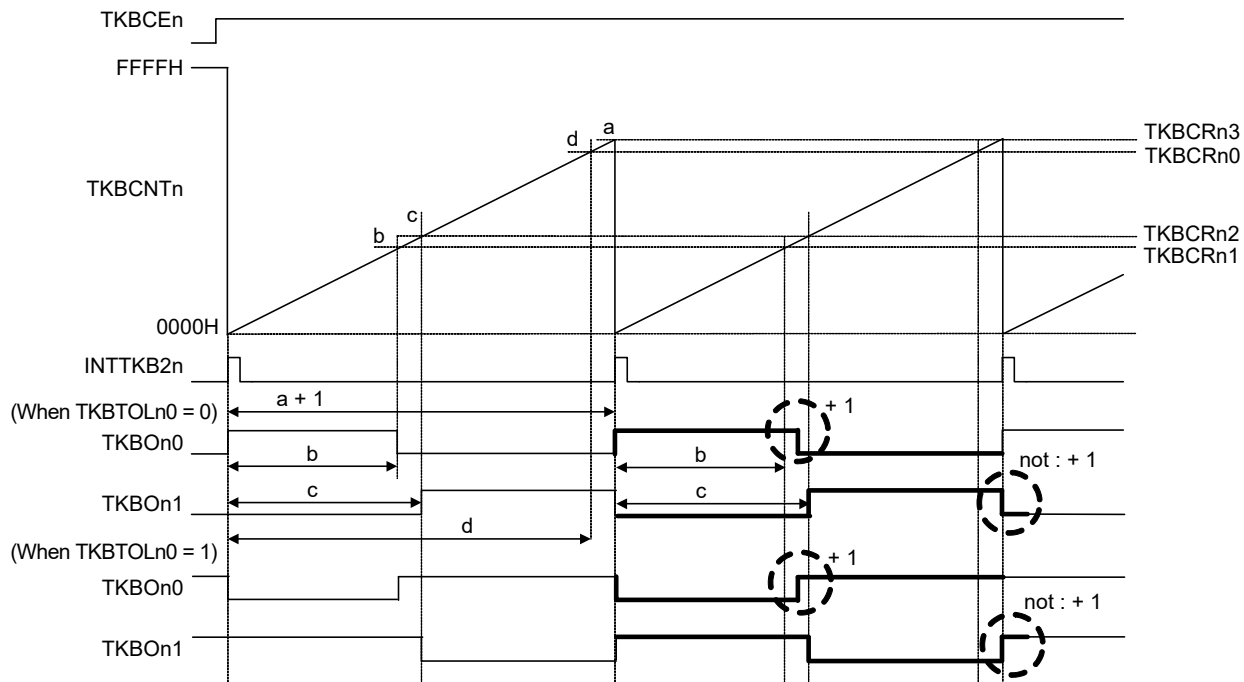 TKBCEn
FFFFH
a
TKBCRn3
d
TKBCRn0
TKBCNTn
c
TKBCRn2
b
TKBCRn1
0000H
INTTKB2n
(When TKBTOLn0 = 0)
a + 1
+ 1
TKBOn0
b
b
not : + 1
c
c
TKBOn1
d
(When TKBTOLn0 = 1)
+ 1
TKBOn0
not : + 1
TKBOn1